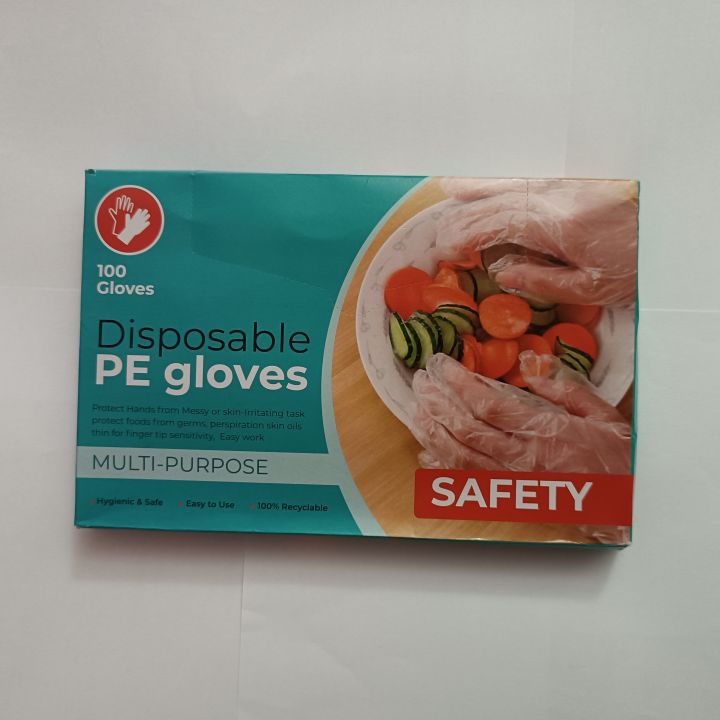 100
Gloves
Disposable
PE gloves
Protect Hands from Messy or skin-Irritating task
protect foods from germs, perspiration skin oils
thin for finger tip sensitivity, Easy work
MULTI-PURPOSE
Hygienic & Safe Easy to Use 100% Recyclable
SAFETY